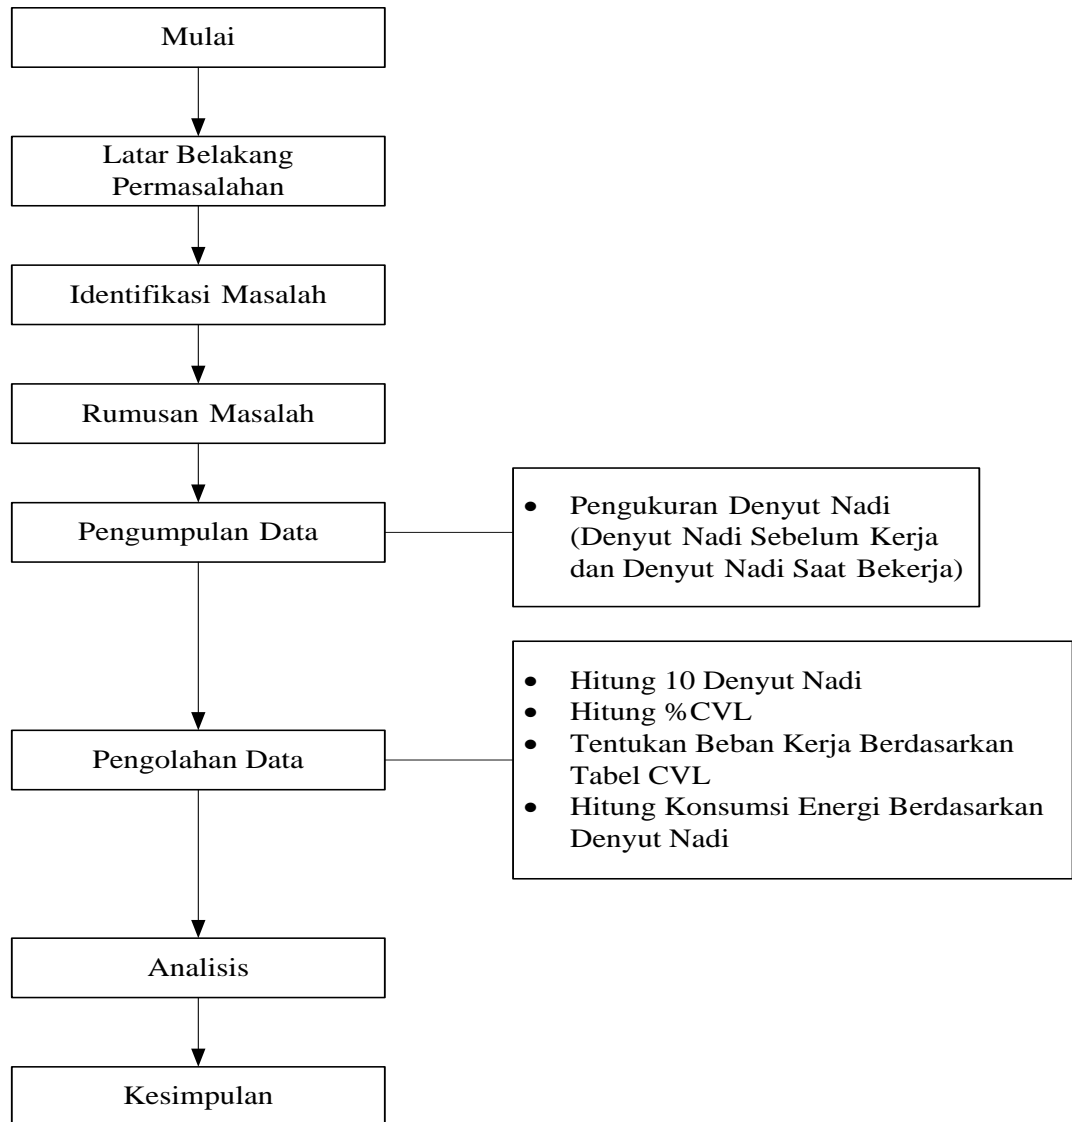 Mulai
Latar Belakang
Permasalahan
Identifikasi Masalah
Rumusan Masalah
Pengumpulan Data
• Pengukuran Denyut Nadi
(Denyut Nadi Sebelum Kerja
dan Denyut Nadi Saat Bekerja)
Pengolahan Data
• Hitung 10 Denyut Nadi
• Hitung %CVL
• Tentukan Beban Kerja Berdasarkan
Tabel CVL
• Hitung Konsumsi Energi Berdasarkan
Denyut Nadi
Analisis
Kesimpulan